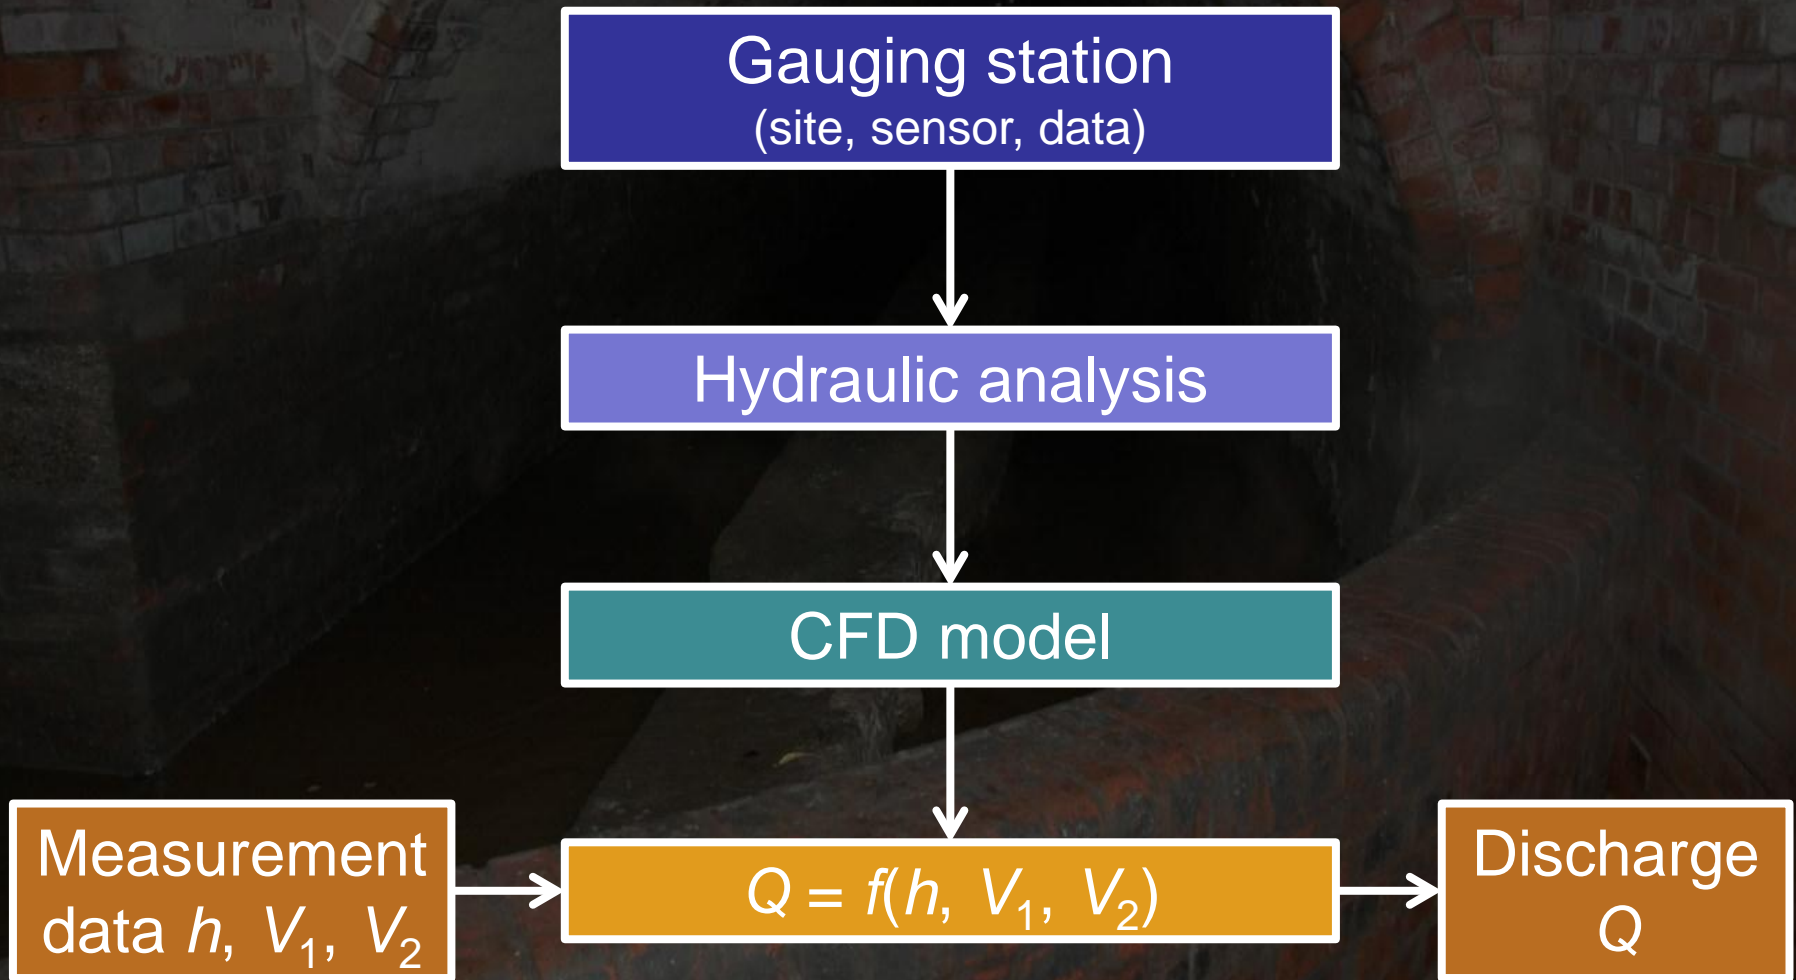 Gauging station
(site, sensor, data)
Hydraulic analysis
CFD model
Measurement
data h, V₁, V₂
Q = f(h, V₁, V₂)
Discharge
Q